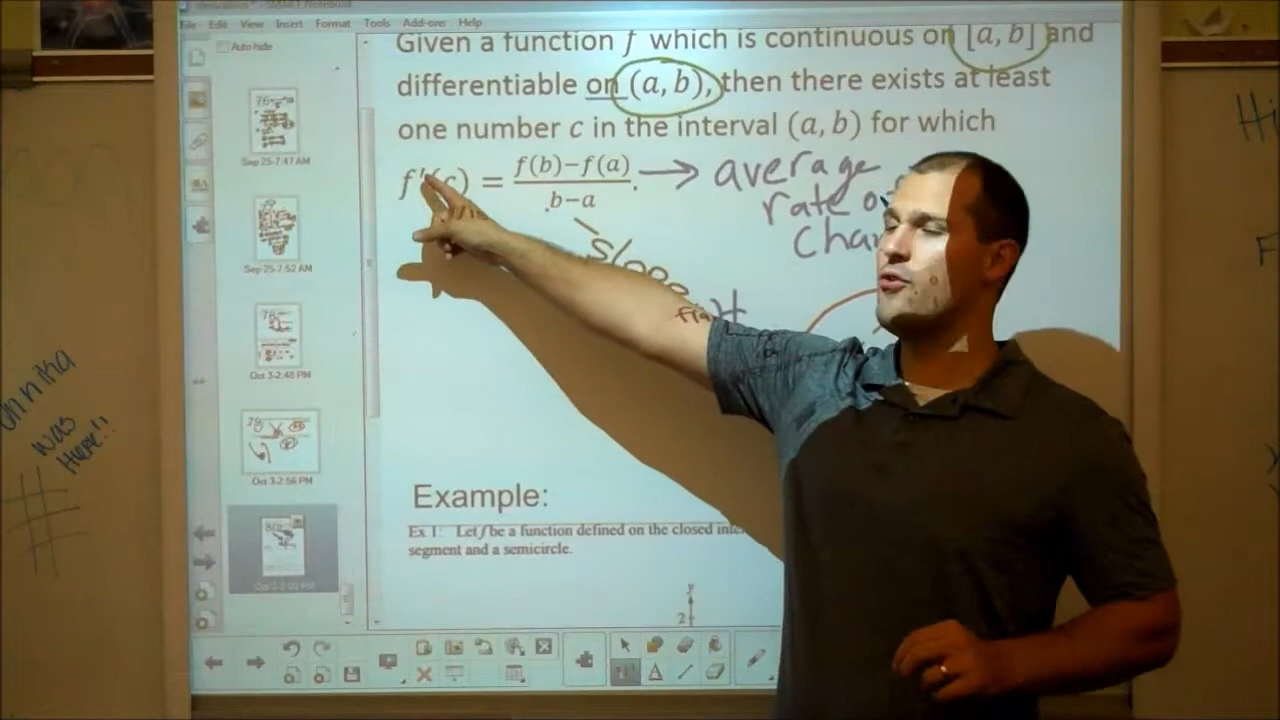 File Edit View Insert Format Tools Add-ons Help
Auto-hide
Given a function f which is continuous on [a, b] and
differentiable on (a, b), then there exists at least
one number c in the interval (a, b) for which
f'(c) = f(b)−f(a) / b−a . → average
rate of
slope
Sep 25-7:47 AM
Sep 25-7:52 AM
Oct 3-2:48 PM
Oct 3-2:56 PM
Example:
Ex 1: Let f be a function defined on the closed
segment and a semicircle.
y
2
was
Here!!
Hi
F